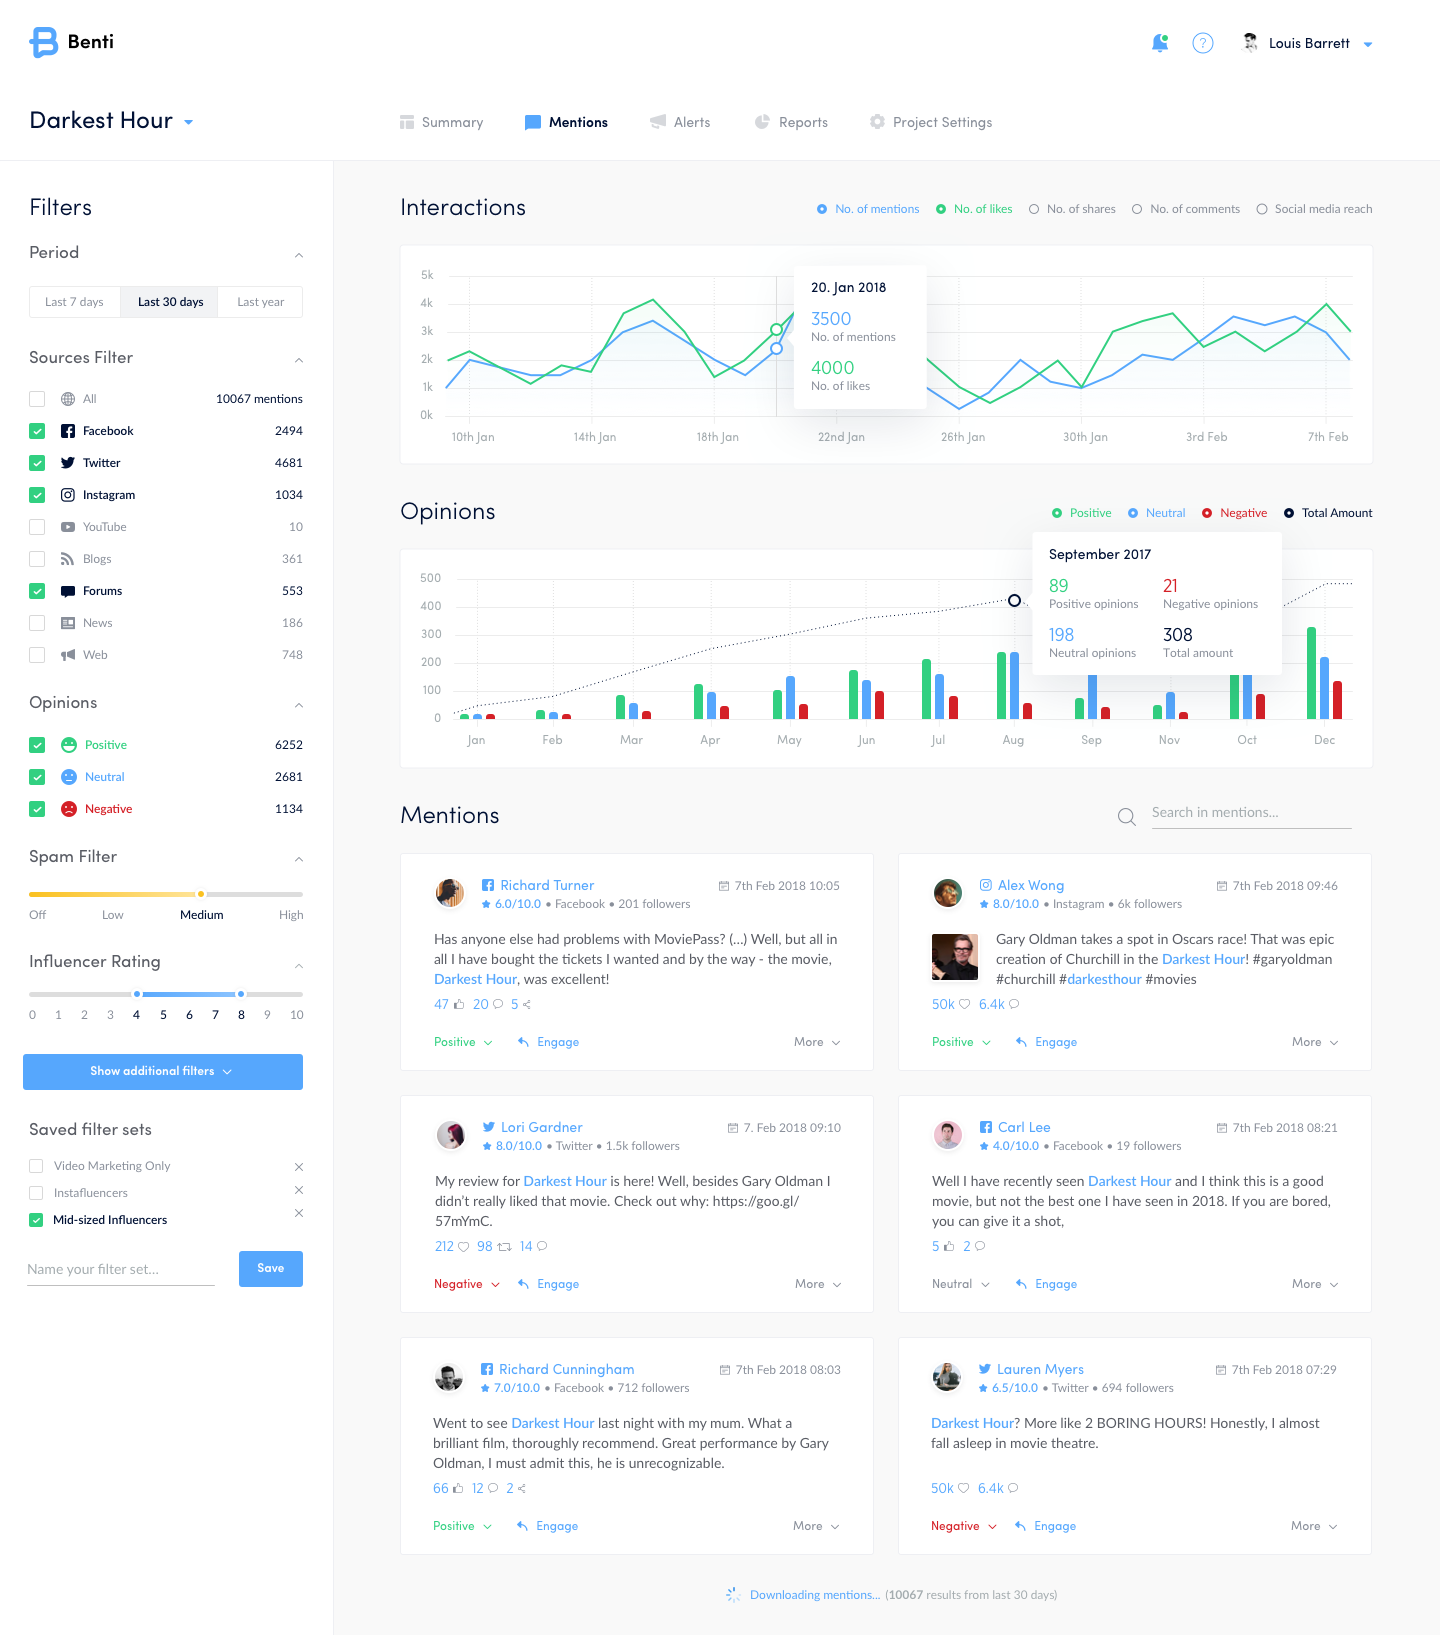 Benti
?
Louis Barrett
Darkest Hour
Summary
Mentions
Alerts
Reports
Project Settings
Filters
Period
Last 7 days
Last 30 days
Last year
Sources Filter
All 10067 mentions
Facebook 2494
Twitter 4681
Instagram 1034
YouTube 10
Blogs 361
Forums 553
News 186
Web 748
Opinions
Positive 6252
Neutral 2681
Negative 1134
Spam Filter
Off Low Medium High
Influencer Rating
0 1 2 3 4 5 6 7 8 9 10
Show additional filters
Saved filter sets
Video Marketing Only
Instafluencers
Mid-sized Influencers
Name your filter set...
Save
Interactions
No. of mentions No. of likes No. of shares No. of comments Social media reach
5k
4k
3k
2k
1k
0k
10th Jan 14th Jan 18th Jan 22nd Jan 26th Jan 30th Jan 3rd Feb 7th Feb
20. Jan 2018
3500
No. of mentions
4000
No. of likes
Opinions
Positive Neutral Negative Total Amount
500
400
300
200
100
0
Jan Feb Mar Apr May Jun Jul Aug Sep Nov Oct Dec
September 2017
89 21
Positive opinions Negative opinions
198 308
Neutral opinions Total amount
Mentions
Search in mentions...
Richard Turner 7th Feb 2018 10:05
6.0/10.0 • Facebook • 201 followers
Has anyone else had problems with MoviePass? (...) Well, but all in
all I have bought the tickets I wanted and by the way - the movie,
Darkest Hour, was excellent!
47 20 5
Positive Engage More
Alex Wong 7th Feb 2018 09:46
8.0/10.0 • Instagram • 6k followers
Gary Oldman takes a spot in Oscars race! That was epic
creation of Churchill in the Darkest Hour! #garyoldman
#churchill #darkesthour #movies
50k 6.4k
Positive Engage More
Lori Gardner 7. Feb 2018 09:10
8.0/10.0 • Twitter • 1.5k followers
My review for Darkest Hour is here! Well, besides Gary Oldman I
didn't really liked that movie. Check out why: https://goo.gl/
57mYmC.
212 98 14
Negative Engage More
Carl Lee 7th Feb 2018 08:21
4.0/10.0 • Facebook • 19 followers
Well I have recently seen Darkest Hour and I think this is a good
movie, but not the best one I have seen in 2018. If you are bored,
you can give it a shot,
5 2
Neutral Engage More
Richard Cunningham 7th Feb 2018 08:03
7.0/10.0 • Facebook • 712 followers
Went to see Darkest Hour last night with my mum. What a
brilliant film, thoroughly recommend. Great performance by Gary
Oldman, I must admit this, he is unrecognizable.
66 12 2
Positive Engage More
Lauren Myers 7th Feb 2018 07:29
6.5/10.0 • Twitter • 694 followers
Darkest Hour? More like 2 BORING HOURS! Honestly, I almost
fall asleep in movie theatre.
50k 6.4k
Negative Engage More
Downloading mentions... (10067 results from last 30 days)